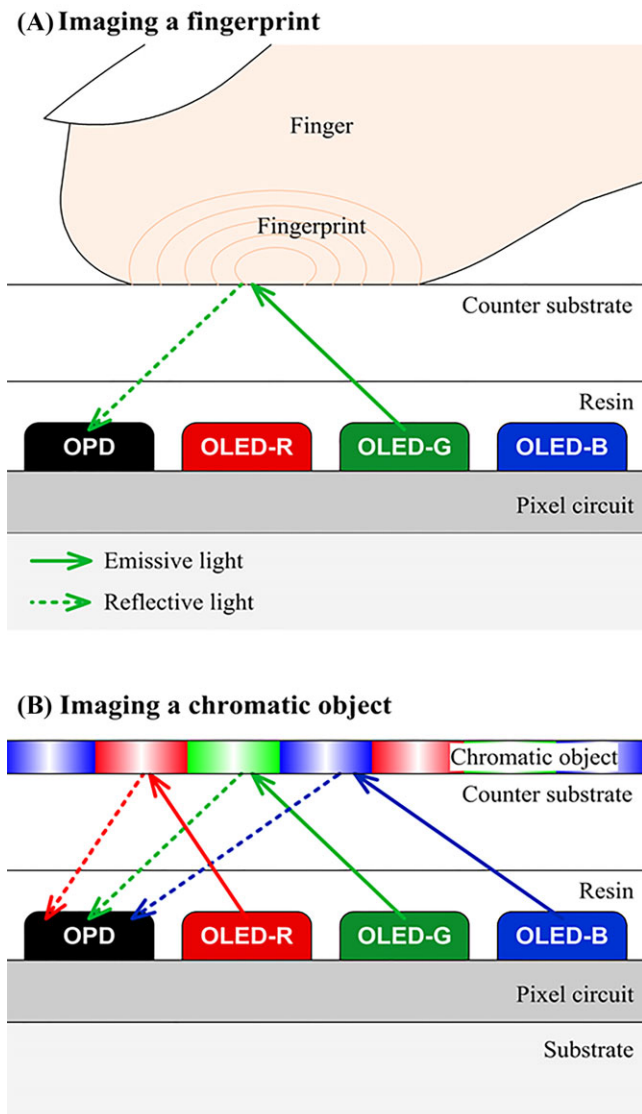 (A) Imaging a fingerprint
Finger
Fingerprint
Counter substrate
Resin
OPD OLED-R OLED-G OLED-B
Pixel circuit
Emissive light
Reflective light
(B) Imaging a chromatic object
Chromatic object
Counter substrate
Resin
OPD OLED-R OLED-G OLED-B
Pixel circuit
Substrate